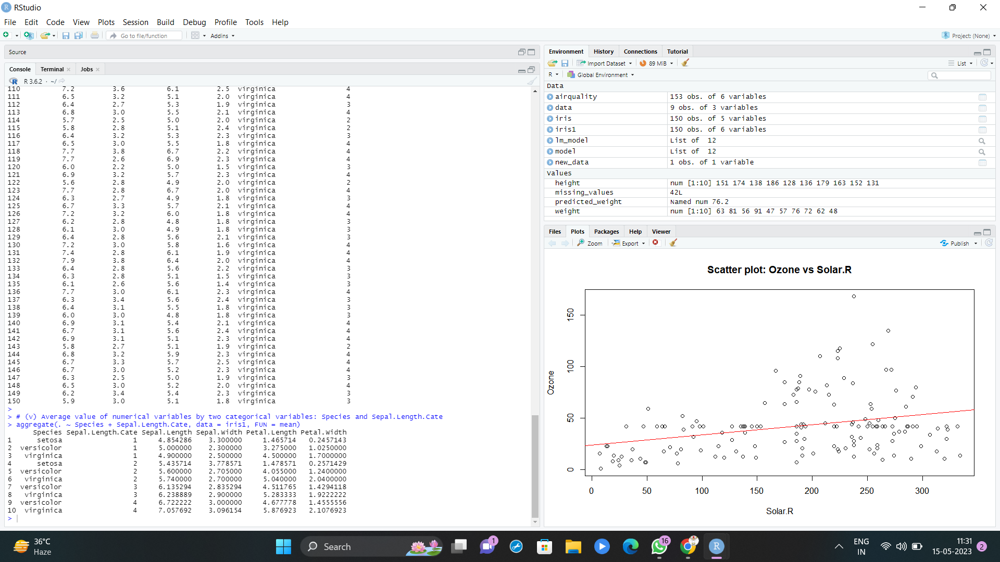 RStudio
File Edit Code View Plots Session Build Debug Profile Tools Help
Go to file/function Addins Project: (None)
Source
Console Terminal Jobs
R 3.6.2 · ~/
110 7.2 3.6 6.1 2.5 virginica 4
111 6.5 3.2 5.1 2.0 virginica 4
112 6.4 2.7 5.3 1.9 virginica 3
113 6.8 3.0 5.5 2.1 virginica 4
114 5.7 2.5 5.0 2.0 virginica 2
115 5.8 2.8 5.1 2.4 virginica 2
116 6.4 3.2 5.3 2.3 virginica 3
117 6.5 3.0 5.5 1.8 virginica 4
118 7.7 3.8 6.7 2.2 virginica 4
119 7.7 2.6 6.9 2.3 virginica 4
120 6.0 2.2 5.0 1.5 virginica 3
121 6.9 3.2 5.7 2.3 virginica 4
122 5.6 2.8 4.9 2.0 virginica 2
123 7.7 2.8 6.7 2.0 virginica 4
124 6.3 2.7 4.9 1.8 virginica 3
125 6.7 3.3 5.7 2.1 virginica 4
126 7.2 3.2 6.0 1.8 virginica 4
127 6.2 2.8 4.8 1.8 virginica 3
128 6.1 3.0 4.9 1.8 virginica 3
129 6.4 2.8 5.6 2.1 virginica 3
130 7.2 3.0 5.8 1.6 virginica 4
131 7.4 2.8 6.1 1.9 virginica 4
132 7.9 3.8 6.4 2.0 virginica 4
133 6.4 2.8 5.6 2.2 virginica 3
134 6.3 2.8 5.1 1.5 virginica 3
135 6.1 2.6 5.6 1.4 virginica 3
136 7.7 3.0 6.1 2.3 virginica 4
137 6.3 3.4 5.6 2.4 virginica 3
138 6.4 3.1 5.5 1.8 virginica 3
139 6.0 3.0 4.8 1.8 virginica 3
140 6.9 3.1 5.4 2.1 virginica 4
141 6.7 3.1 5.6 2.4 virginica 4
142 6.9 3.1 5.1 2.3 virginica 4
143 5.8 2.7 5.1 1.9 virginica 2
144 6.8 3.2 5.9 2.3 virginica 4
145 6.7 3.3 5.7 2.5 virginica 4
146 6.7 3.0 5.2 2.3 virginica 4
147 6.3 2.5 5.0 1.9 virginica 3
148 6.5 3.0 5.2 2.0 virginica 4
149 6.2 3.4 5.4 2.3 virginica 3
150 5.9 3.0 5.1 1.8 virginica 3
>
> # (v) Average value of numerical variables by two categorical variables: Species and Sepal.Length.Cate
> aggregate(. ~ Species + Sepal.Length.Cate, data = iris1, FUN = mean)
Species Sepal.Length.Cate Sepal.Length Sepal.Width Petal.Length Petal.Width
1 setosa 1 4.854286 3.300000 1.465714 0.2457143
2 versicolor 1 5.000000 2.300000 3.275000 1.0250000
3 virginica 1 4.900000 2.500000 4.500000 1.7000000
4 setosa 2 5.435714 3.778571 1.478571 0.2571429
5 versicolor 2 5.600000 2.705000 4.055000 1.2400000
6 virginica 2 5.740000 2.700000 5.040000 2.0400000
7 versicolor 3 6.135294 2.835294 4.511765 1.4294118
8 virginica 3 6.238889 2.900000 5.283333 1.9222222
9 versicolor 4 6.722222 3.000000 4.677778 1.4555556
10 virginica 4 7.057692 3.096154 5.876923 2.1076923
>
Environment History Connections Tutorial
Import Dataset 89 MiB List
R Global Environment
Data
airquality 153 obs. of 6 variables
data 9 obs. of 3 variables
iris 150 obs. of 5 variables
iris1 150 obs. of 6 variables
lm_model List of 12
model List of 12
new_data 1 obs. of 1 variable
Values
height num [1:10] 151 174 138 186 128 136 179 163 152 131
missing_values 42L
predicted_weight Named num 76.2
weight num [1:10] 63 81 56 91 47 57 76 72 62 48
Files Plots Packages Help Viewer
Zoom Export Publish
Scatter plot: Ozone vs Solar.R
Ozone
150
100
50
0
0 50 100 150 200 250 300
Solar.R
36°C
Haze
Search
1
16
R
ENG
IN
11:31
15-05-2023
2